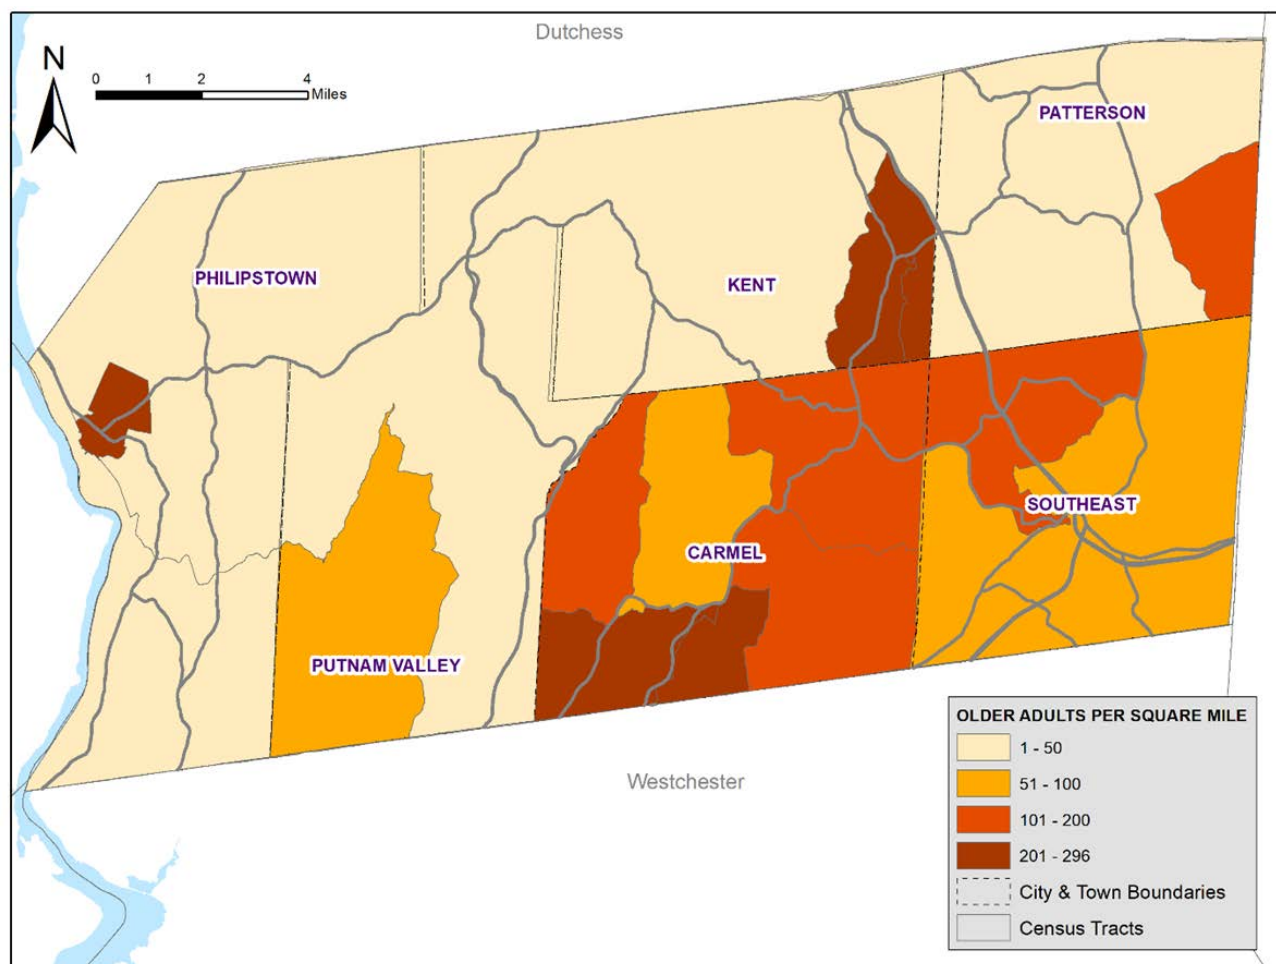 Dutchess
N
0 1 2 4
Miles
PATTERSON
PHILIPSTOWN
KENT
SOUTHEAST
CARMEL
PUTNAM VALLEY
Westchester
OLDER ADULTS PER SQUARE MILE
1 - 50
51 - 100
101 - 200
201 - 296
City & Town Boundaries
Census Tracts